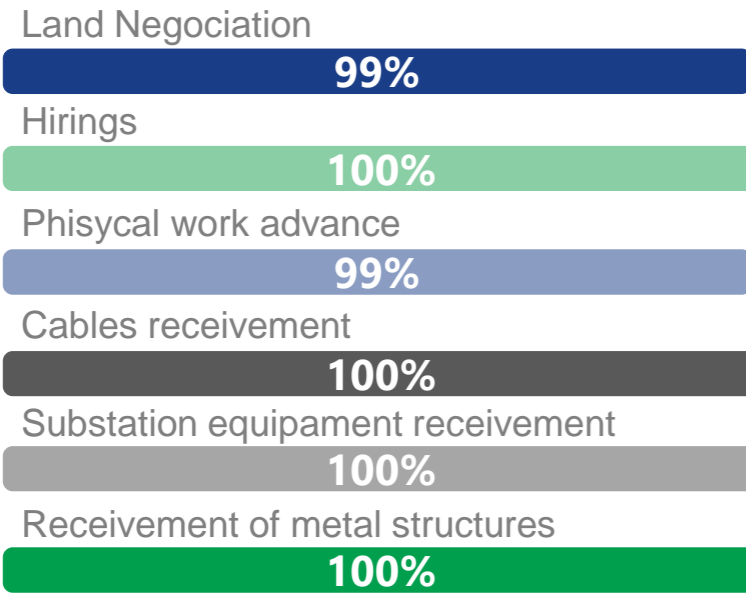 Land Negociation
99%
Hirings
100%
Phisycal work advance
99%
Cables receivement
100%
Substation equipament receivement
100%
Receivement of metal structures
100%